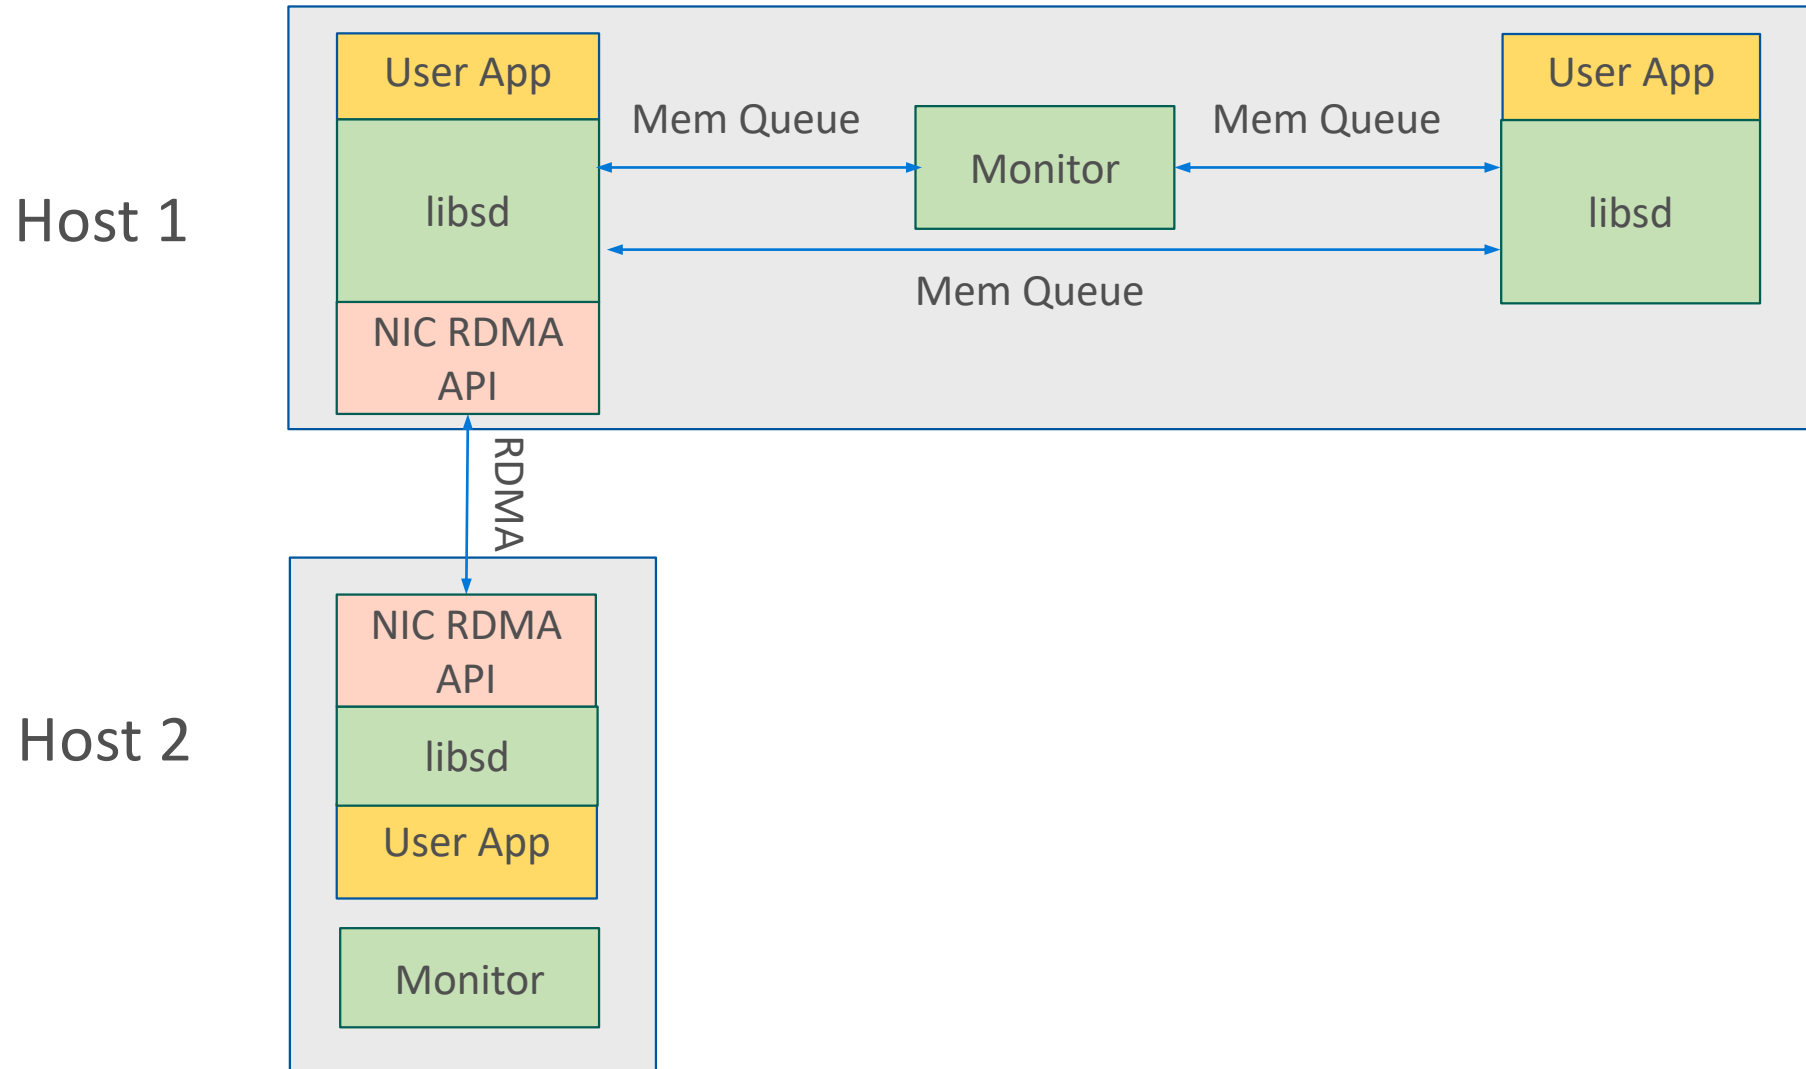 User App
User App
Mem Queue
Mem Queue
Monitor
Host 1
libsd
libsd
Mem Queue
NIC RDMA
API
RDMA
NIC RDMA
API
Host 2
libsd
User App
Monitor